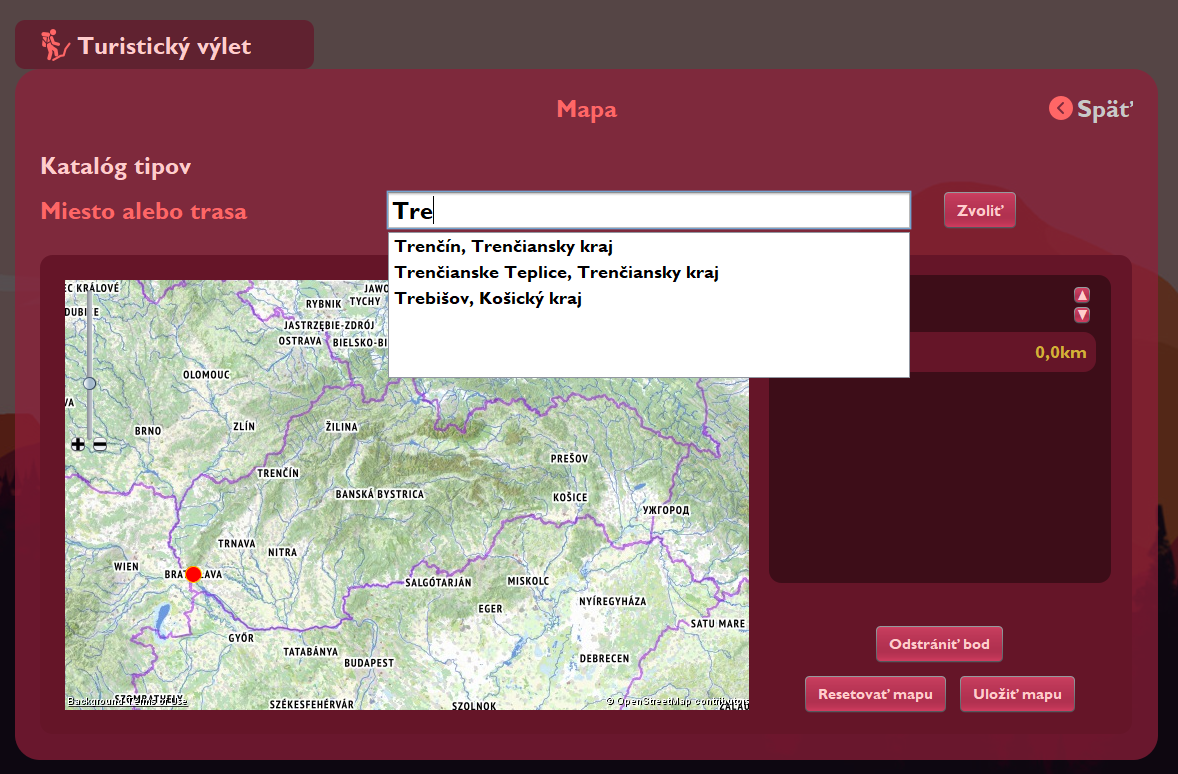 Turistický výlet
Mapa
Späť
Katalóg tipov
Miesto alebo trasa
Tre
Zvoliť
Trenčín, Trenčiansky kraj
Trenčianske Teplice, Trenčiansky kraj
Trebišov, Košický kraj
0,0km
EC KRÁLOVÉ
DUBICE
JAWO
RYBNIK
TYCHY
JASTRZĘBIE-ZDRÓJ
OSTRAVA
BIELSKO-BI
OLOMOUC
VA
BRNO
ZLÍN
ŽILINA
TRENČÍN
PREŠOV
BANSKÁ BYSTRICA
KOŠICE
УЖГОРОД
TRNAVA
NITRA
WIEN
BRATISLAVA
SALGÓTARJÁN
MISKOLC
EGER
NYÍREGYHÁZA
SATU MARE
GYŐR
TATABÁNYA
BUDAPEST
DEBRECEN
SZOMBATHELY
SZÉKESFEHÉRVÁR
SZOLNOK
ZALĂU
Background Terms of Use
© OpenStreetMap contributors
Odstrániť bod
Resetovať mapu
Uložiť mapu